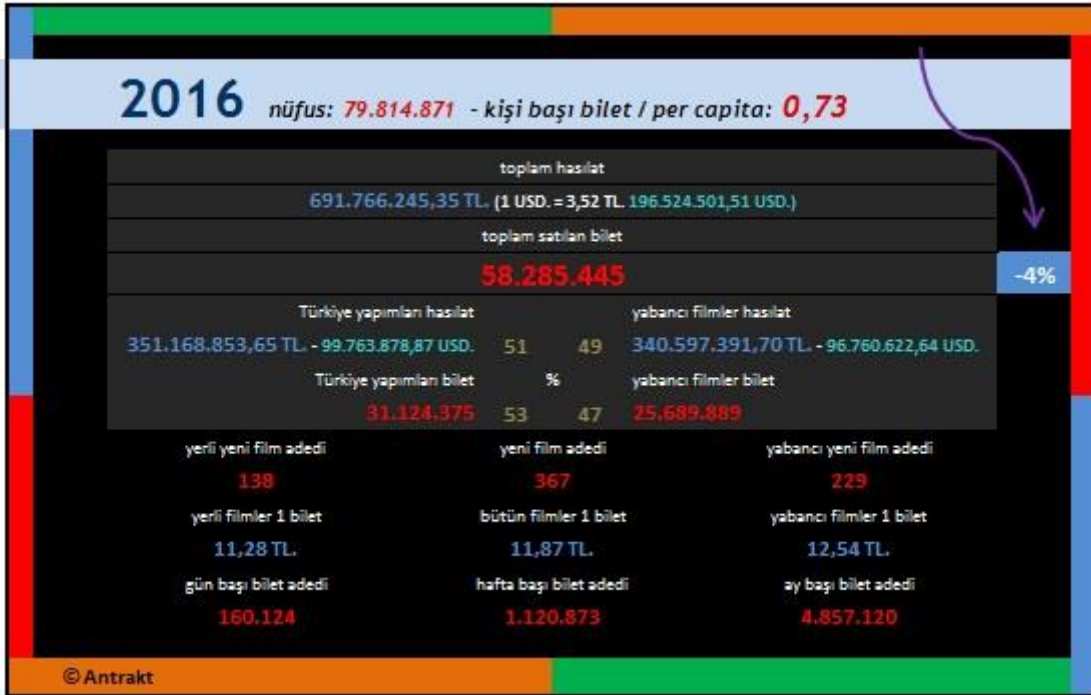 2016 nüfus: 79.814.871 - kişi başı bilet / per capita: 0,73
toplam hasılat
691.766.245,35 TL. (1 USD. = 3,52 TL. 196.524.501,51 USD.)
toplam satılan bilet
58.285.445 -4%
Türkiye yapımları hasılat yabancı filmler hasılat
351.168.853,65 TL. - 99.763.878,87 USD. 51 49 340.597.391,70 TL. - 96.760.622,64 USD.
Türkiye yapımları bilet % yabancı filmler bilet
31.124.375 53 47 25.689.889
yerli yeni film adedi yeni film adedi yabancı yeni film adedi
138 367 229
yerli filmler 1 bilet bütün filmler 1 bilet yabancı filmler 1 bilet
11,28 TL. 11,87 TL. 12,54 TL.
gün başı bilet adedi hafta başı bilet adedi ay başı bilet adedi
160.124 1.120.873 4.857.120
© Antrakt